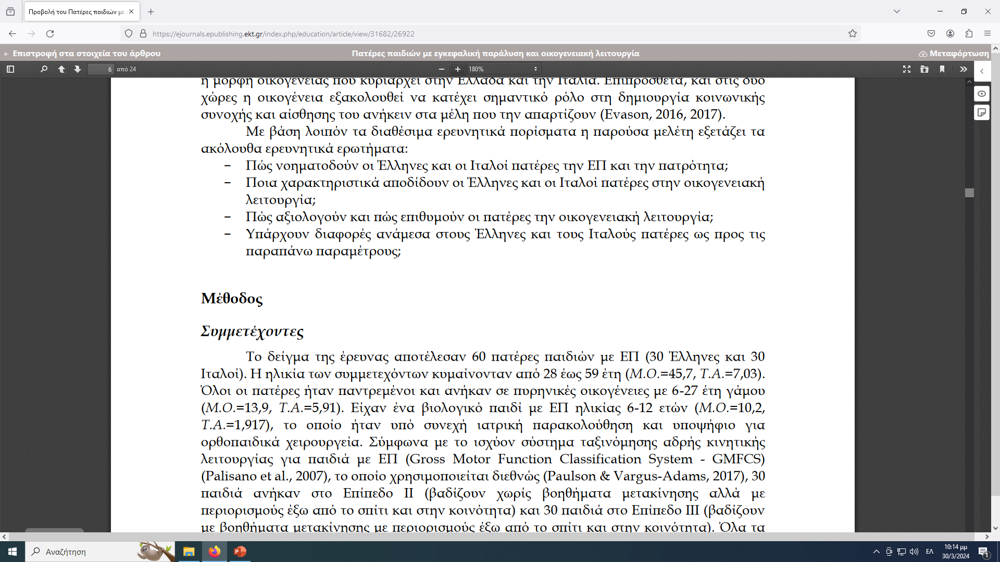 Προβολή του Πατέρες παιδιών με
https://ejournals.epublishing.ekt.gr/index.php/education/article/view/31682/26922
← Επιστροφή στα στοιχεία του άρθρου
Πατέρες παιδιών με εγκεφαλική παράλυση και οικογενειακή λειτουργία
Μεταφόρτωση
6 από 24
180%
η μορφή οικογένειας που κυριαρχεί στην Ελλάδα και την Ιταλία. Επιπρόσθετα, και στις δυο
χώρες η οικογένεια εξακολουθεί να κατέχει σημαντικό ρόλο στη δημιουργία κοινωνικής
συνοχής και αίσθησης του ανήκειν στα μέλη που την απαρτίζουν (Evason, 2016, 2017).
Με βάση λοιπόν τα διαθέσιμα ερευνητικά πορίσματα η παρούσα μελέτη εξετάζει τα
ακόλουθα ερευνητικά ερωτήματα:
− Πώς νοηματοδούν οι Έλληνες και οι Ιταλοί πατέρες την ΕΠ και την πατρότητα;
− Ποια χαρακτηριστικά αποδίδουν οι Έλληνες και οι Ιταλοί πατέρες στην οικογενειακή
λειτουργία;
− Πώς αξιολογούν και πώς επιθυμούν οι πατέρες την οικογενειακή λειτουργία;
− Υπάρχουν διαφορές ανάμεσα στους Έλληνες και τους Ιταλούς πατέρες ως προς τις
παραπάνω παραμέτρους;
Μέθοδος
Συμμετέχοντες
Το δείγμα της έρευνας αποτέλεσαν 60 πατέρες παιδιών με ΕΠ (30 Έλληνες και 30
Ιταλοί). Η ηλικία των συμμετεχόντων κυμαίνονταν από 28 έως 59 έτη (Μ.Ο.=45,7, Τ.Α.=7,03).
Όλοι οι πατέρες ήταν παντρεμένοι και ανήκαν σε πυρηνικές οικογένειες με 6-27 έτη γάμου
(Μ.Ο.=13,9, Τ.Α.=5,91). Είχαν ένα βιολογικό παιδί με ΕΠ ηλικίας 6-12 ετών (Μ.Ο.=10,2,
Τ.Α.=1,917), το οποίο ήταν υπό συνεχή ιατρική παρακολούθηση και υποψήφιο για
ορθοπαιδικά χειρουργεία. Σύμφωνα με το ισχύον σύστημα ταξινόμησης αδρής κινητικής
λειτουργίας για παιδιά με ΕΠ (Gross Motor Function Classification System - GMFCS)
(Palisano et al., 2007), το οποίο χρησιμοποιείται διεθνώς (Paulson & Vargus-Adams, 2017), 30
παιδιά ανήκαν στο Επίπεδο II (βαδίζουν χωρίς βοηθήματα μετακίνησης αλλά με
περιορισμούς έξω από το σπίτι και στην κοινότητα) και 30 παιδιά στο Επίπεδο III (βαδίζουν
με βοηθήματα μετακίνησης με περιορισμούς έξω από το σπίτι και στην κοινότητα). Όλα τα
Αναζήτηση
ΕΛ
10:14 μμ
30/3/2024
1